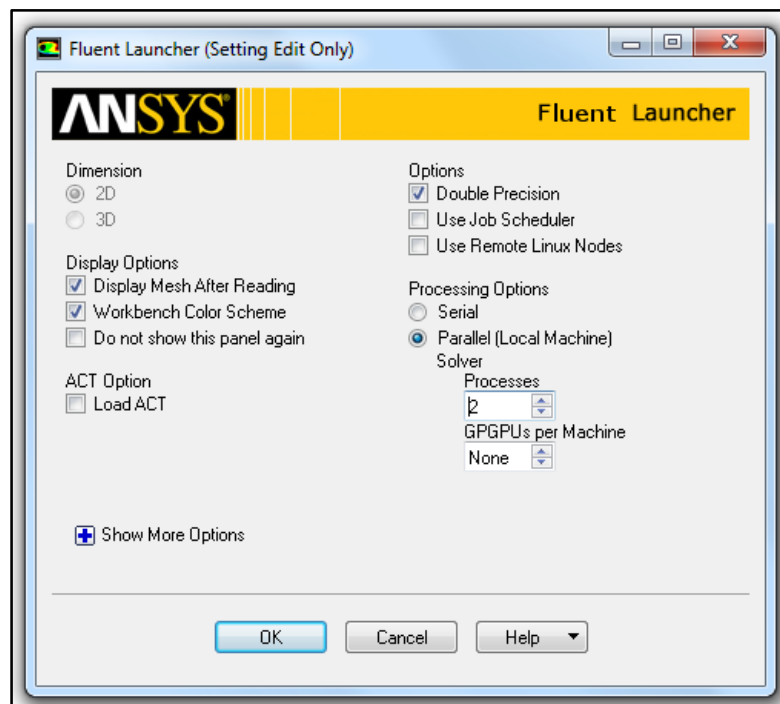 Fluent Launcher (Setting Edit Only)
ANSYS®
Fluent Launcher
Dimension
2D
3D
Display Options
Display Mesh After Reading
Workbench Color Scheme
Do not show this panel again
ACT Option
Load ACT
Options
Double Precision
Use Job Scheduler
Use Remote Linux Nodes
Processing Options
Serial
Parallel (Local Machine)
Solver
Processes
2
GPGPUs per Machine
None
Show More Options
OK
Cancel
Help